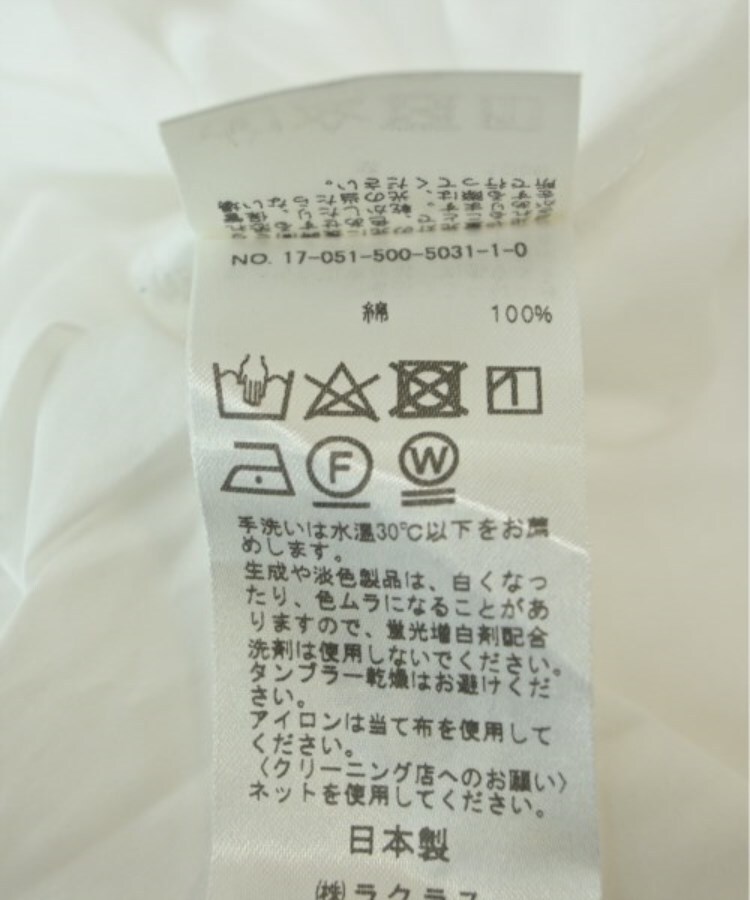 NO. 17-051-500-5031-1-0
綿 100%
F W
手洗いは水温30℃以下をお薦
めします。
生成や淡色製品は、白くなっ
たり、色ムラになることがあ
りますので、蛍光増白剤配合
洗剤は使用しないでください。
タンブラー乾燥はお避けくだ
さい。
アイロンは当て布を使用して
ください。
〈クリーニング店へのお願い〉
ネットを使用してください。
日本製
㈱ラクラス